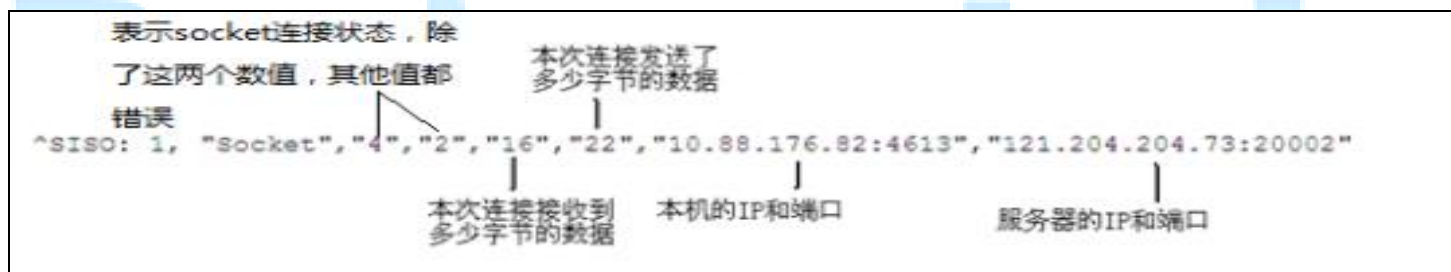 表示socket连接状态，除
了这两个数值，其他值都
错误
本次连接发送了
多少字节的数据
^SISO: 1, "Socket","4","2","16","22","10.88.176.82:4613","121.204.204.73:20002"
本次连接接收到
多少字节的数据
本机的IP和端口
服务器的IP和端口